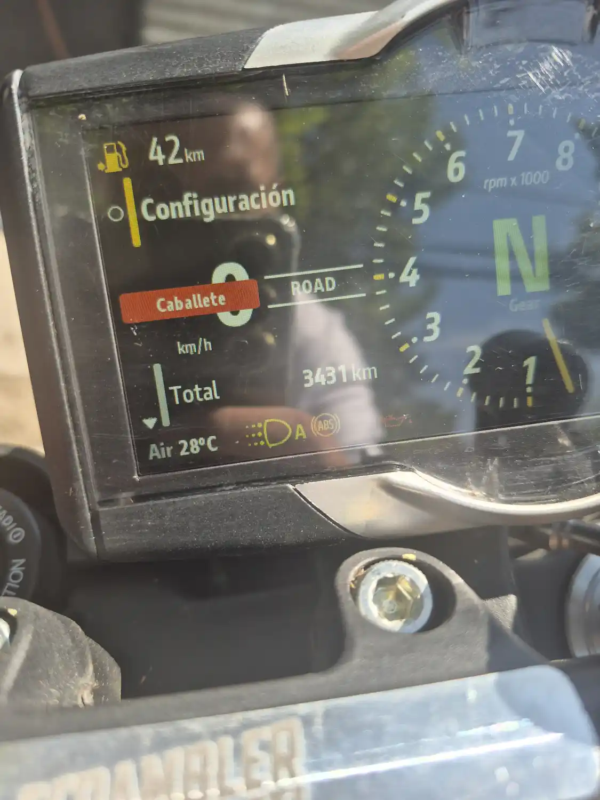 42km
Configuración
0
Caballete
ROAD
km/h
Total
3431 km
Air 28°C
A
ABS
1
2
3
4
5
6
7
8
rpm x 1000
N
Gear
SCRAMBLER